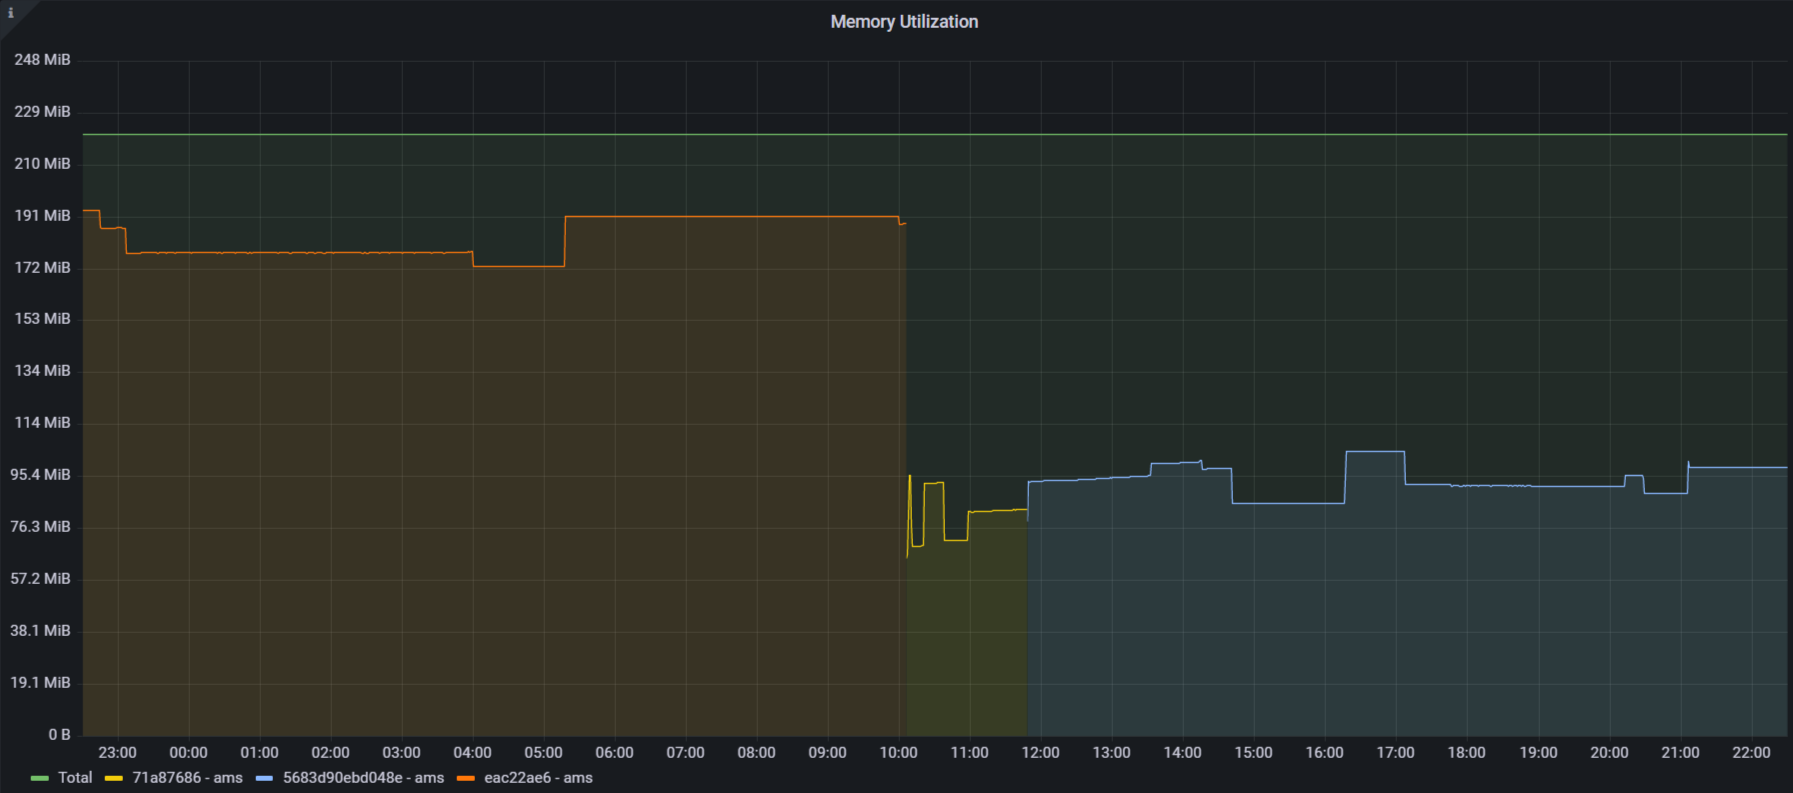 i
Memory Utilization
248 MiB
229 MiB
210 MiB
191 MiB
172 MiB
153 MiB
134 MiB
114 MiB
95.4 MiB
76.3 MiB
57.2 MiB
38.1 MiB
19.1 MiB
0 B
23:00 00:00 01:00 02:00 03:00 04:00 05:00 06:00 07:00 08:00 09:00 10:00 11:00 12:00 13:00 14:00 15:00 16:00 17:00 18:00 19:00 20:00 21:00 22:00
Total 71a87686 - ams 5683d90ebd048e - ams eac22ae6 - ams